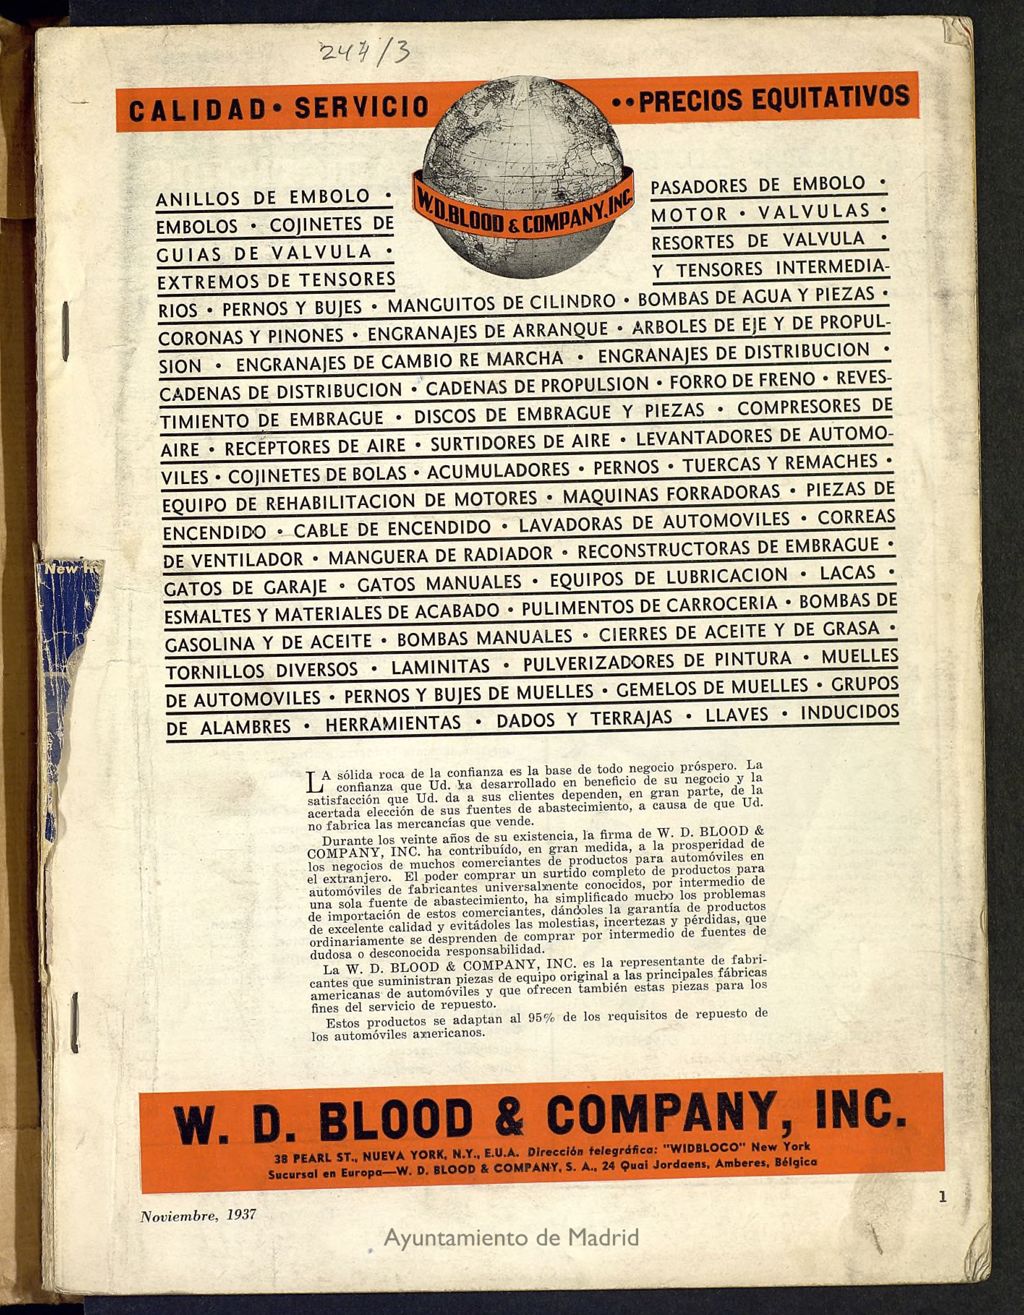 247/3
CALIDAD • SERVICIO
•• PRECIOS EQUITATIVOS
W.D.BLOOD & COMPANY, INC.
ANILLOS DE EMBOLO •
EMBOLOS • COJINETES DE
GUIAS DE VALVULA •
EXTREMOS DE TENSORES
PASADORES DE EMBOLO •
MOTOR • VALVULAS •
RESORTES DE VALVULA •
Y TENSORES INTERMEDIA-
RIOS • PERNOS Y BUJES • MANGUITOS DE CILINDRO • BOMBAS DE AGUA Y PIEZAS •
CORONAS Y PINONES • ENGRANAJES DE ARRANQUE • ARBOLES DE EJE Y DE PROPUL-
SION • ENGRANAJES DE CAMBIO RE MARCHA • ENGRANAJES DE DISTRIBUCION •
CADENAS DE DISTRIBUCION • CADENAS DE PROPULSION • FORRO DE FRENO • REVES-
TIMIENTO DE EMBRAGUE • DISCOS DE EMBRAGUE Y PIEZAS • COMPRESORES DE
AIRE • RECEPTORES DE AIRE • SURTIDORES DE AIRE • LEVANTADORES DE AUTOMO-
VILES • COJINETES DE BOLAS • ACUMULADORES • PERNOS • TUERCAS Y REMACHES •
EQUIPO DE REHABILITACION DE MOTORES • MAQUINAS FORRADORAS • PIEZAS DE
ENCENDIDO • CABLE DE ENCENDIDO • LAVADORAS DE AUTOMOVILES • CORREAS
DE VENTILADOR • MANGUERA DE RADIADOR • RECONSTRUCTORAS DE EMBRAGUE •
GATOS DE GARAJE • GATOS MANUALES • EQUIPOS DE LUBRICACION • LACAS •
ESMALTES Y MATERIALES DE ACABADO • PULIMENTOS DE CARROCERIA • BOMBAS DE
GASOLINA Y DE ACEITE • BOMBAS MANUALES • CIERRES DE ACEITE Y DE GRASA •
TORNILLOS DIVERSOS • LAMINITAS • PULVERIZADORES DE PINTURA • MUELLES
DE AUTOMOVILES • PERNOS Y BUJES DE MUELLES • GEMELOS DE MUELLES • GRUPOS
DE ALAMBRES • HERRAMIENTAS • DADOS Y TERRAJAS • LLAVES • INDUCIDOS
New
LA sólida roca de la confianza es la base de todo negocio próspero. La
confianza que Ud. ha desarrollado en beneficio de su negocio y la
satisfacción que Ud. da a sus clientes dependen, en gran parte, de la
acertada elección de sus fuentes de abastecimiento, a causa de que Ud.
no fabrica las mercancías que vende.
Durante los veinte años de su existencia, la firma de W. D. BLOOD &
COMPANY, INC. ha contribuído, en gran medida, a la prosperidad de
los negocios de muchos comerciantes de productos para automóviles en
el extranjero. El poder comprar un surtido completo de productos para
automóviles de fabricantes universalmente conocidos, por intermedio de
una sola fuente de abastecimiento, ha simplificado mucho los problemas
de importación de estos comerciantes, dándoles la garantía de productos
de excelente calidad y evitádoles las molestias, incertezas y pérdidas, que
ordinariamente se desprenden de comprar por intermedio de fuentes de
dudosa o desconocida responsabilidad.
La W. D. BLOOD & COMPANY, INC. es la representante de fabri-
cantes que suministran piezas de equipo original a las principales fábricas
americanas de automóviles y que ofrecen también estas piezas para los
fines del servicio de repuesto.
Estos productos se adaptan al 95% de los requisitos de repuesto de
los automóviles americanos.
W. D. BLOOD & COMPANY, INC.
38 PEARL ST., NUEVA YORK, N.Y., E.U.A. Dirección telegráfica: "WIDBLOCO" New York
Sucursal en Europa—W. D. BLOOD & COMPANY, S. A., 24 Quai Jordaens, Amberes, Bélgica
Noviembre, 1937
1
Ayuntamiento de Madrid